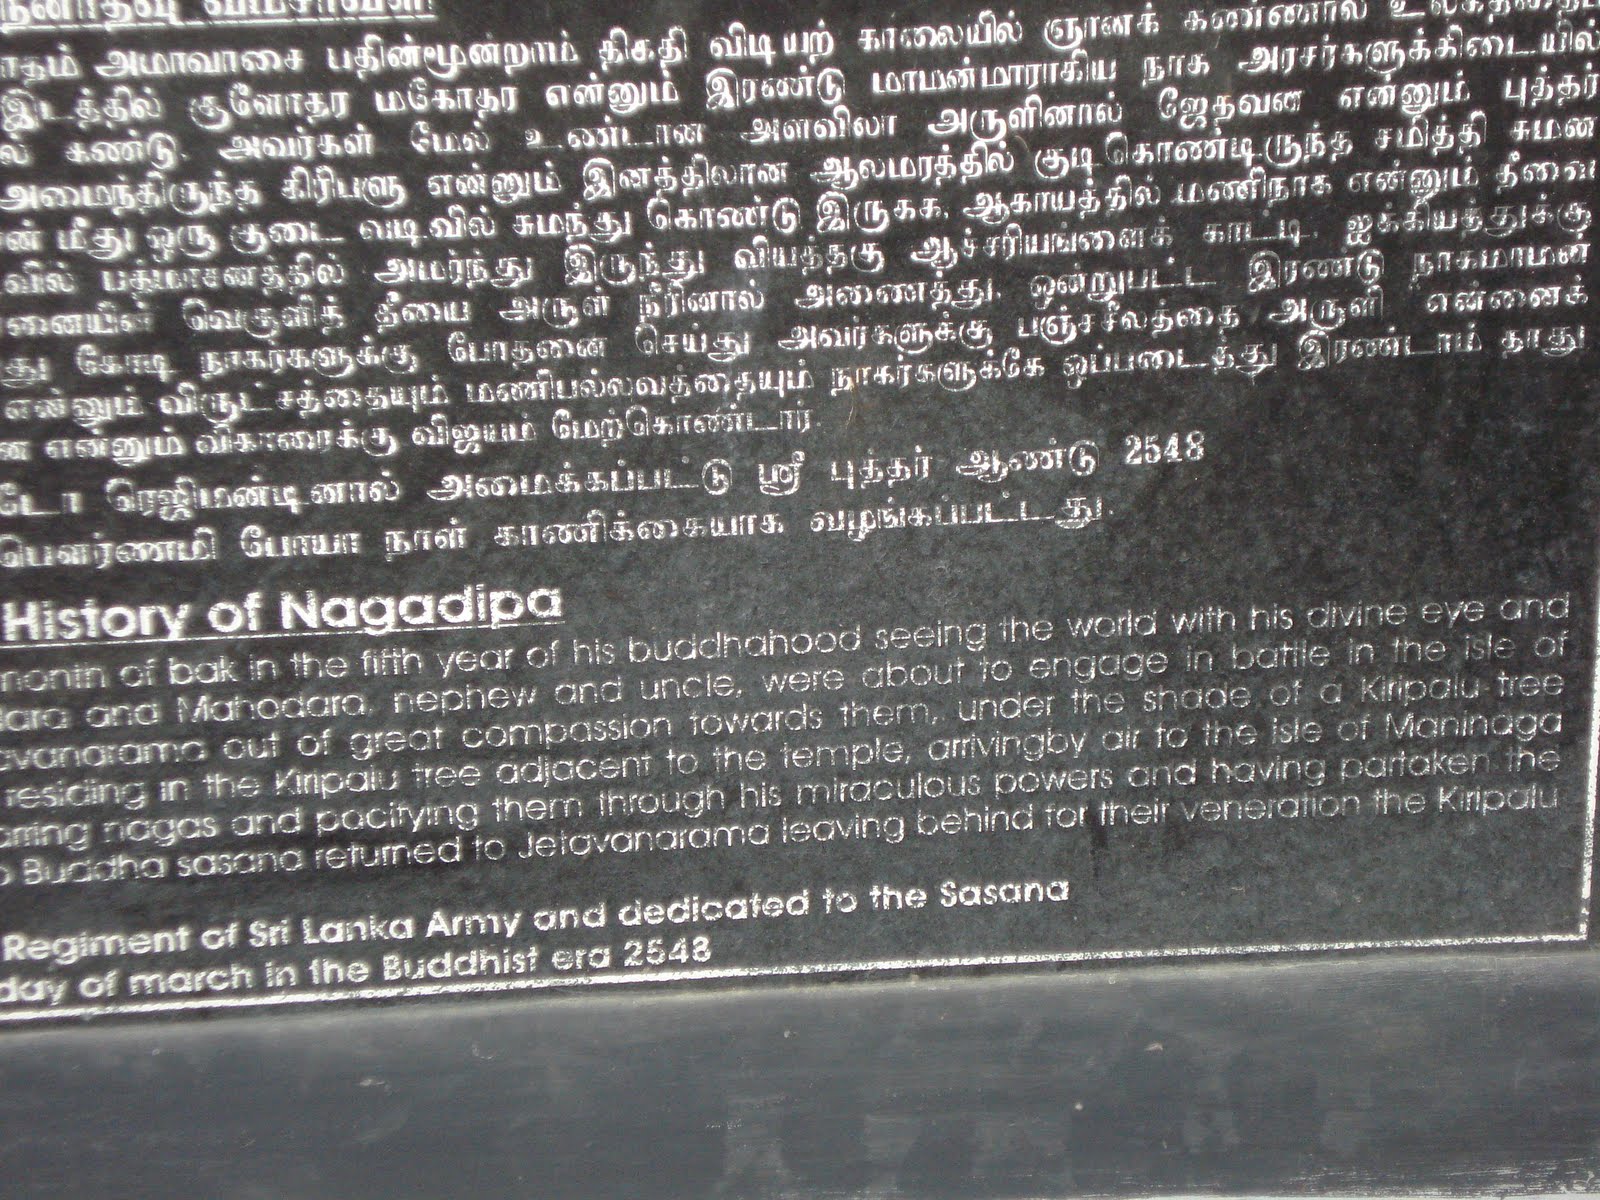 ாதம் அமாவாசை பதின்மூன்றாம் திகதி விடியற் காலையில் ஞானக் கண்ணால்
இடத்தில் குளோதர மகோதர என்னும் இரண்டு மாமன்மாராகிய நாக அரசர்களுக்கிடையில்
ல் கண்டு, அவர்கள் மேல் உண்டான அளவிலா அருளினால் ஜேதவன என்னும் புத்தர்
அமைந்திருந்த கிரிபளு என்னும் இனத்திலான ஆலமரத்தில் குடிகொண்டிருந்த சமித்தி சுமன
ன் மீது ஒரு குடை வடிவில் சுமந்து கொண்டு இருகக, ஆகாயத்தில் மணிநாக என்னும் தீவை
வில் பத்மாசனத்தில் அமர்ந்து இருந்து வியத்தகு ஆச்சரியங்ளைக் காட்டி, ஐக்கியத்துக்கு
னையின் வெகுளித் தீயை அருள் நீரினால் அணைத்து, ஒன்றுபட்ட இரண்டு நாகமாமன்
து கோடி நாகரகளுக்கு போதனை செய்து அவர்களுக்கு பஞ்சசீலத்தை அருளி என்னைக்
என்னும் விருட்சத்தையும் மணிபல்லவத்தையும் நாகர்களுக்கே ஒப்படைத்து இரண்டாம் தாது
ன என்னும் விகாரைக்கு விஜயம் மேற்கொண்டார்.
டோ ரெஜிமண்டினால் அமைக்கப்பட்டு ஸ்ரீ புத்தர் ஆண்டு 2548
பௌர்ணமி போயா நாள் காணிக்கையாக வழங்கப்பட்டது.
History of Nagadipa
month of bak in the fifth year of his buddhahood seeing the world with his divine eye and
dara and Mahodara, nephew and uncle, were about to engage in battle in the isle of
ovanarama out of great compassion towards them, under the shade of a Kiripalu tree
residing in the Kiripalu tree adjacent to the temple, arrivingby air to the isle of Maninaga
arring nagas and pacifying them through his miraculous powers and having partaken the
o Buddha sasana returned to Jetavanarama leaving behind for their veneration the Kiripalu
Regiment of Sri Lanka Army and dedicated to the Sasana
day of march in the Buddhist era 2548